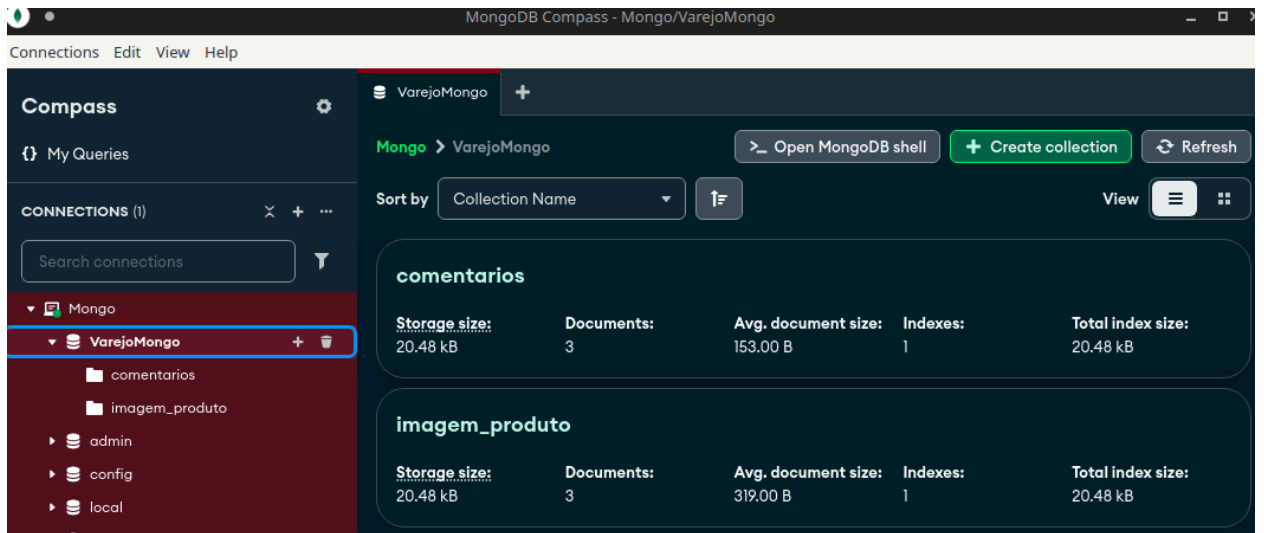 MongoDB Compass - Mongo/VarejoMongo
Connections Edit View Help
Compass
{} My Queries
CONNECTIONS (1)
Search connections
Mongo
VarejoMongo
comentarios
imagem_produto
admin
config
local
VarejoMongo
Mongo > VarejoMongo
>_ Open MongoDB shell + Create collection Refresh
Sort by Collection Name View
comentarios
Storage size: Documents: Avg. document size: Indexes: Total index size:
20.48 kB 3 153.00 B 1 20.48 kB
imagem_produto
Storage size: Documents: Avg. document size: Indexes: Total index size:
20.48 kB 3 319.00 B 1 20.48 kB